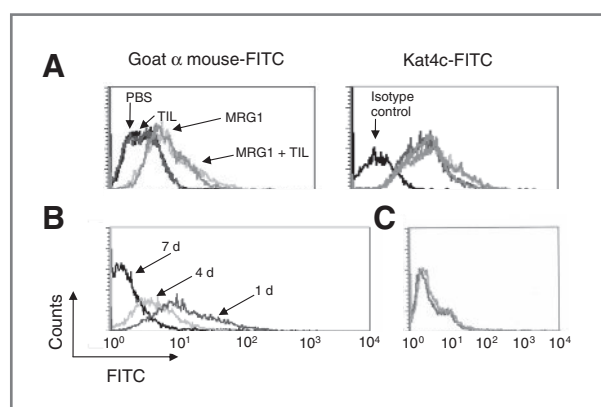 A
Goat α mouse-FITC
Kat4c-FITC
PBS
TIL
MRG1
MRG1 + TIL
Isotype
control
B
7 d
4 d
1 d
C
Counts
10⁰ 10¹ 10² 10³ 10⁴
10⁰ 10¹ 10² 10³ 10⁴
FITC